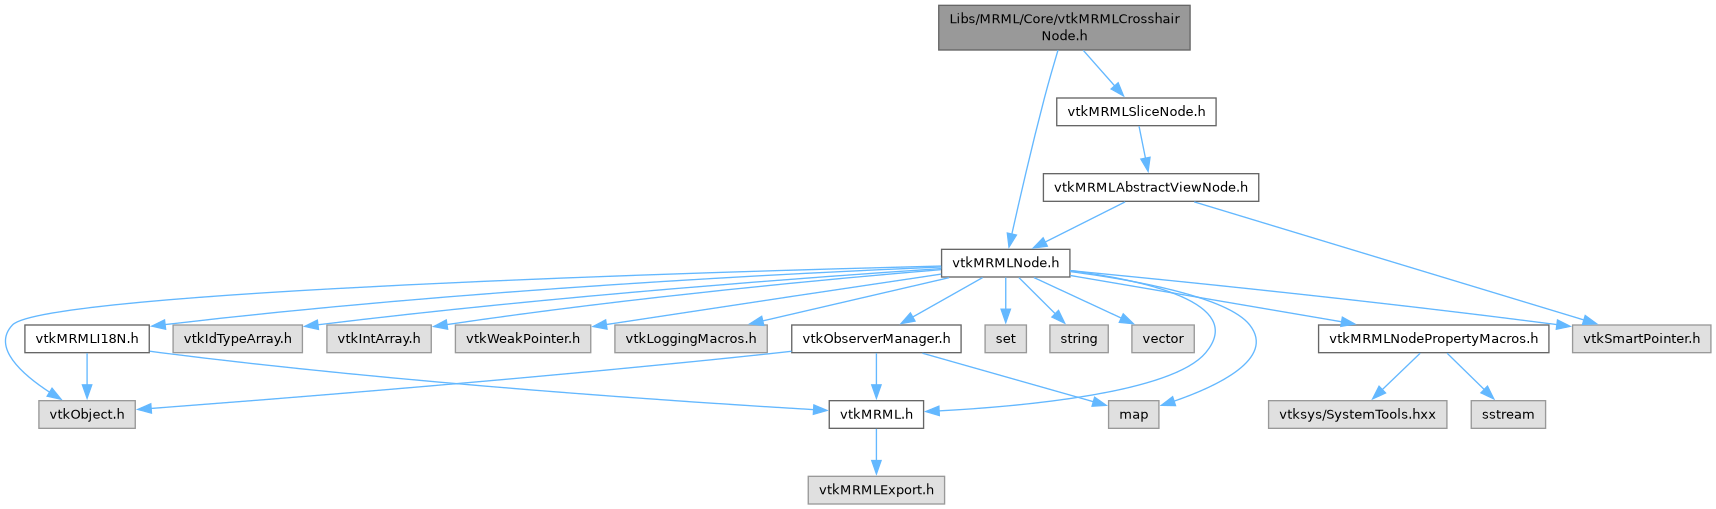 Libs/MRML/Core/vtkMRMLCrosshair
Node.h
vtkMRMLSliceNode.h
vtkMRMLAbstractViewNode.h
vtkMRMLNode.h
vtkMRMLI18N.h
vtkIdTypeArray.h
vtkIntArray.h
vtkWeakPointer.h
vtkLoggingMacros.h
vtkObserverManager.h
set
string
vector
vtkMRMLNodePropertyMacros.h
vtkSmartPointer.h
vtkObject.h
vtkMRML.h
map
vtksys/SystemTools.hxx
sstream
vtkMRMLExport.h